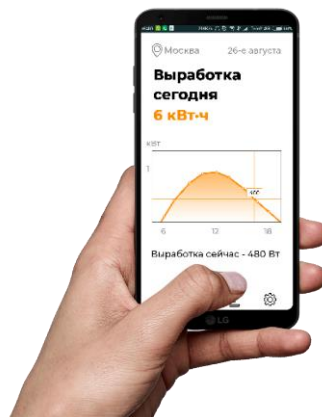 Москва 26-е августа
Выработка
сегодня
6 кВт·ч
кВт
1
6 12 18
Выработка сейчас - 480 Вт
LG